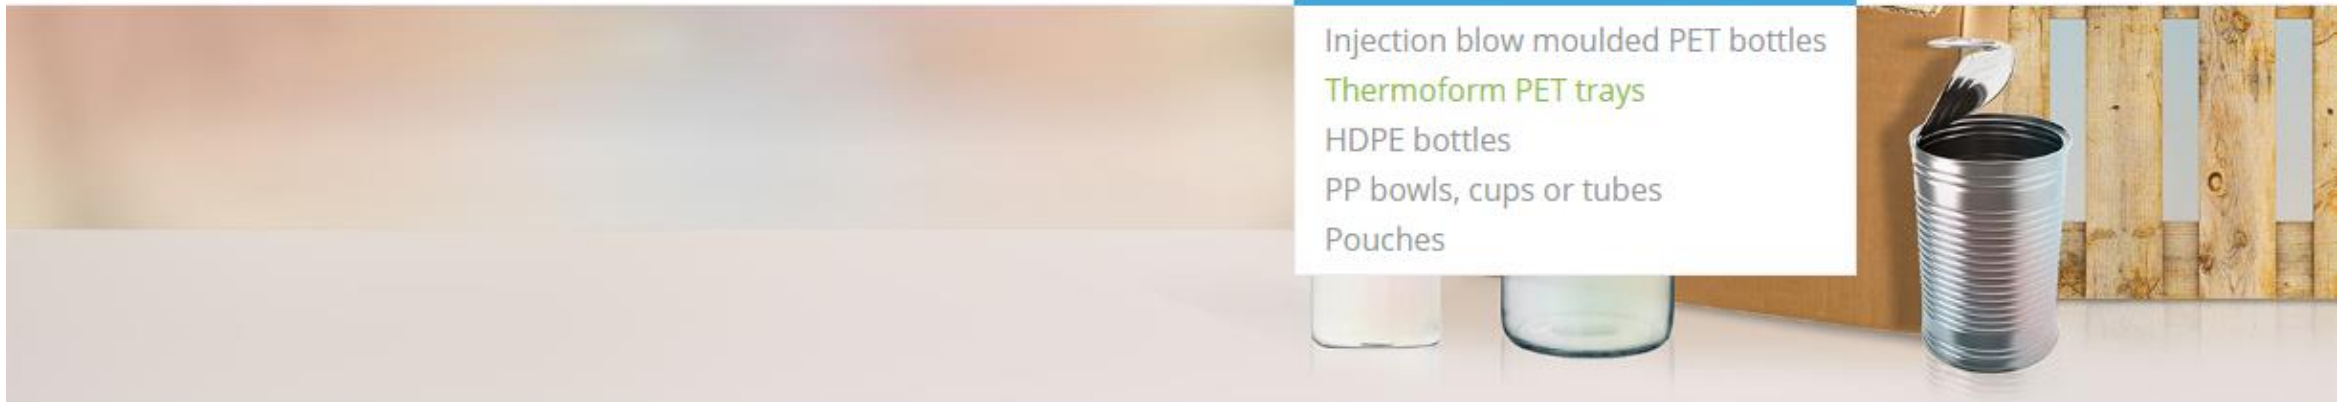 Injection blow moulded PET bottles
Thermoform PET trays
HDPE bottles
PP bowls, cups or tubes
Pouches